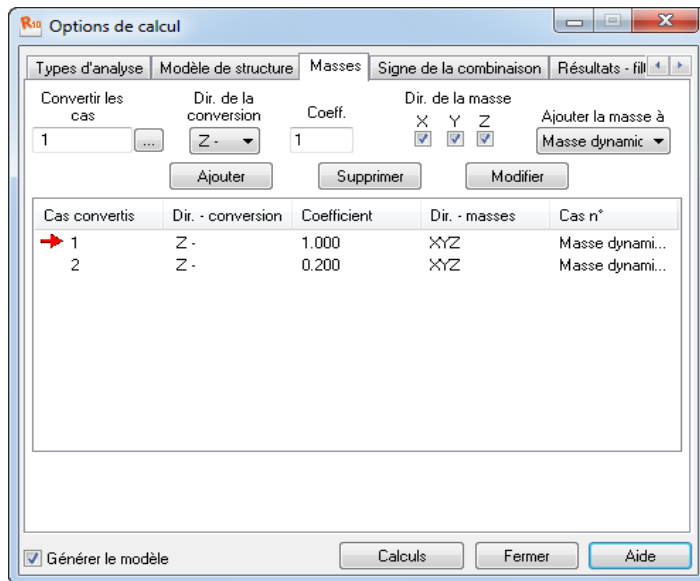 R10 Options de calcul
Types d'analyse Modèle de structure Masses Signe de la combinaison Résultats - fill
Convertir les cas
Dir. de la conversion
Coeff.
Dir. de la masse
X Y Z
Ajouter la masse à
1 ... Z - 1 Masse dynamic
Ajouter Supprimer Modifier
Cas convertis Dir. - conversion Coefficient Dir. - masses Cas n°
1 Z - 1.000 XYZ Masse dynami...
2 Z - 0.200 XYZ Masse dynami...
Générer le modèle Calculs Fermer Aide